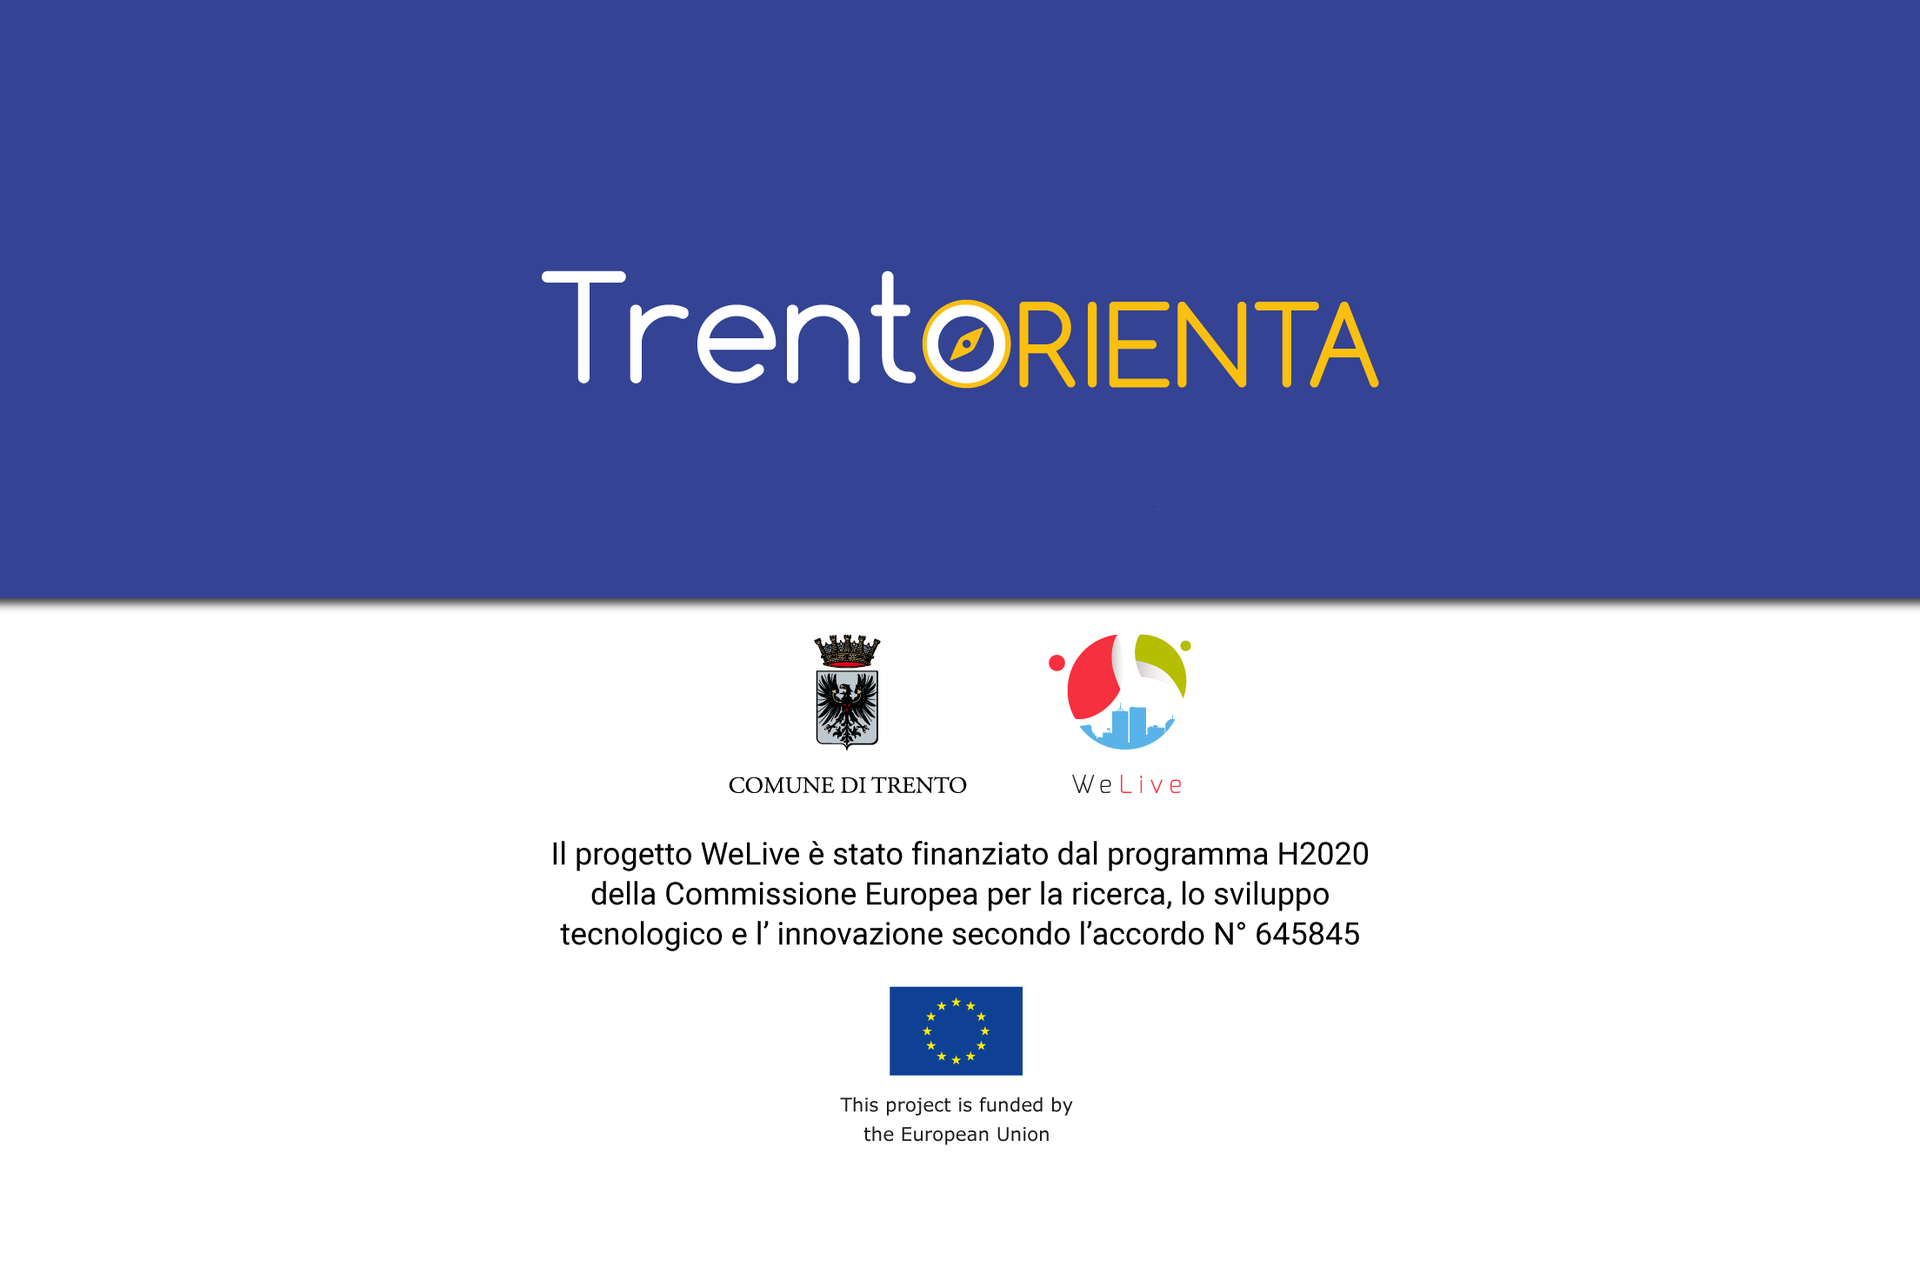 TrentORIENTA
COMUNE DI TRENTO
WeLive
Il progetto WeLive è stato finanziato dal programma H2020
della Commissione Europea per la ricerca, lo sviluppo
tecnologico e l’ innovazione secondo l’accordo N° 645845
This project is funded by
the European Union